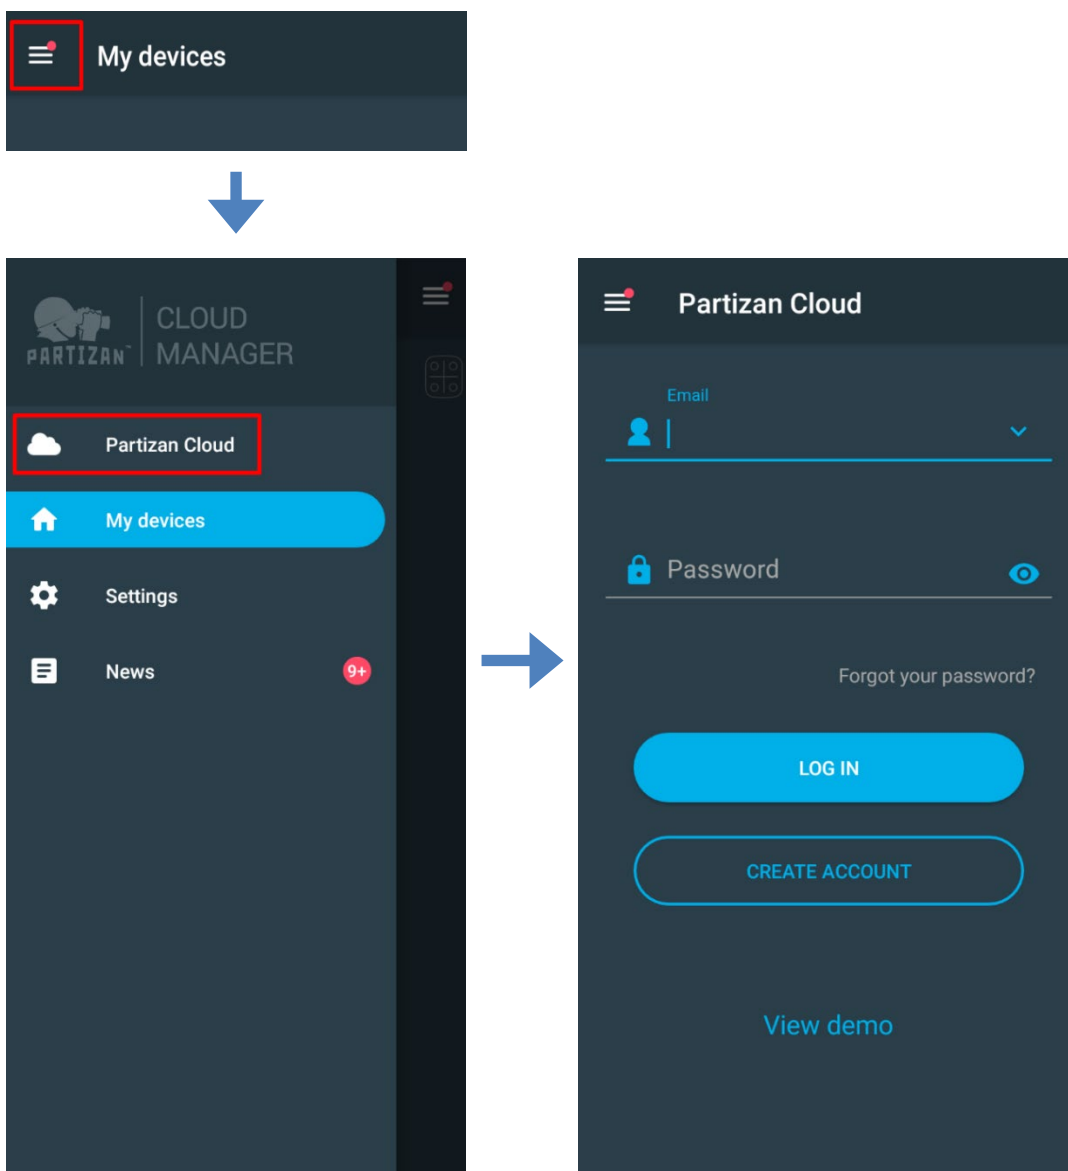 My devices
PARTIZAN™
CLOUD
MANAGER
Partizan Cloud
My devices
Settings
News
9+
Partizan Cloud
Email
Password
Forgot your password?
LOG IN
CREATE ACCOUNT
View demo